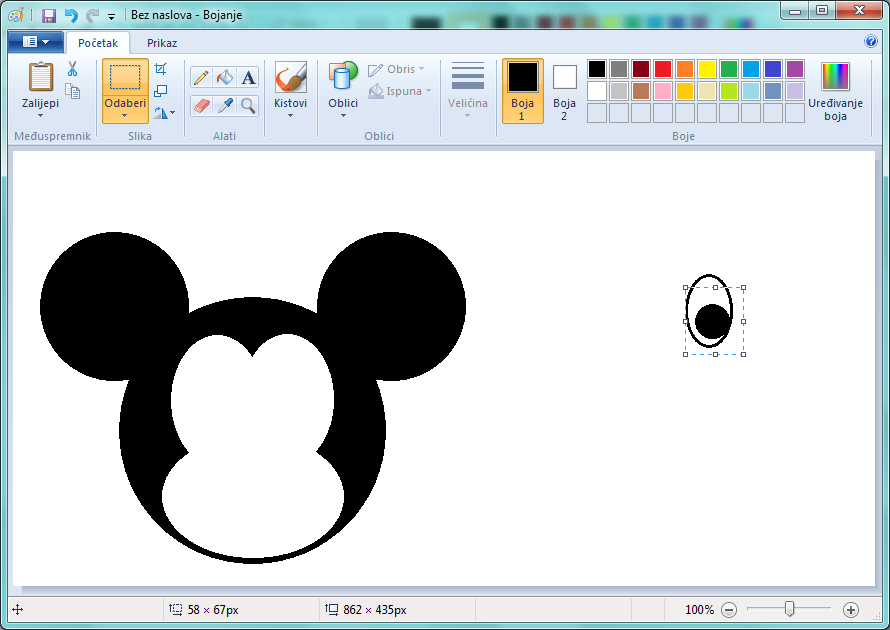 Bez naslova - Bojanje
Početak
Prikaz
Zalijepi
Odaberi
A
Kistovi
Oblici
Obris
Ispuna
Veličina
Boja
1
Boja
2
Uređivanje
boja
Međuspremnik
Slika
Alati
Oblici
Boje
58 × 67px
862 × 435px
100%